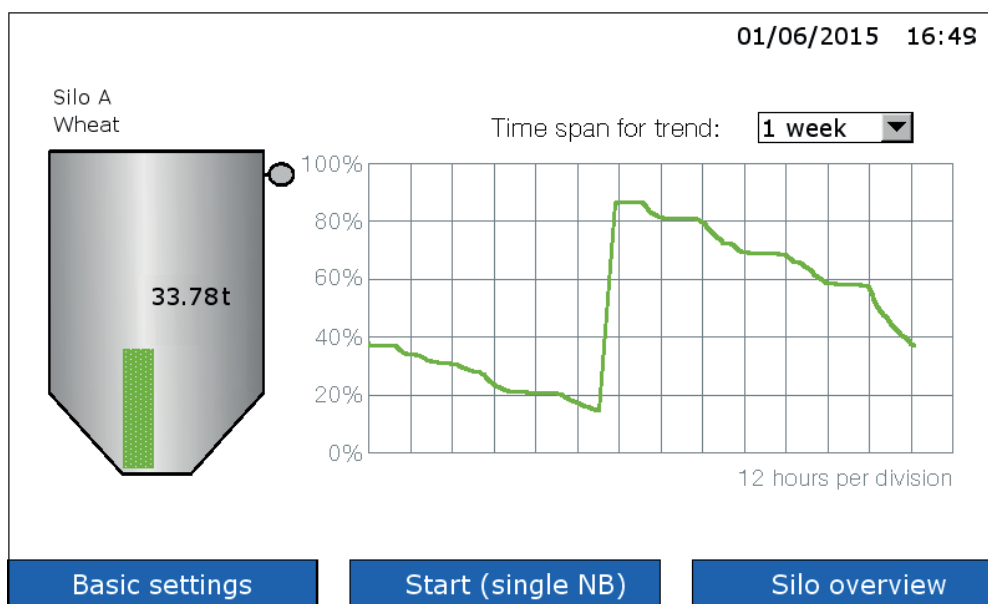 01/06/2015 16:49
Silo A
Wheat
Time span for trend: 1 week
100%
80%
60%
40%
20%
0%
33.78t
12 hours per division
Basic settings
Start (single NB)
Silo overview